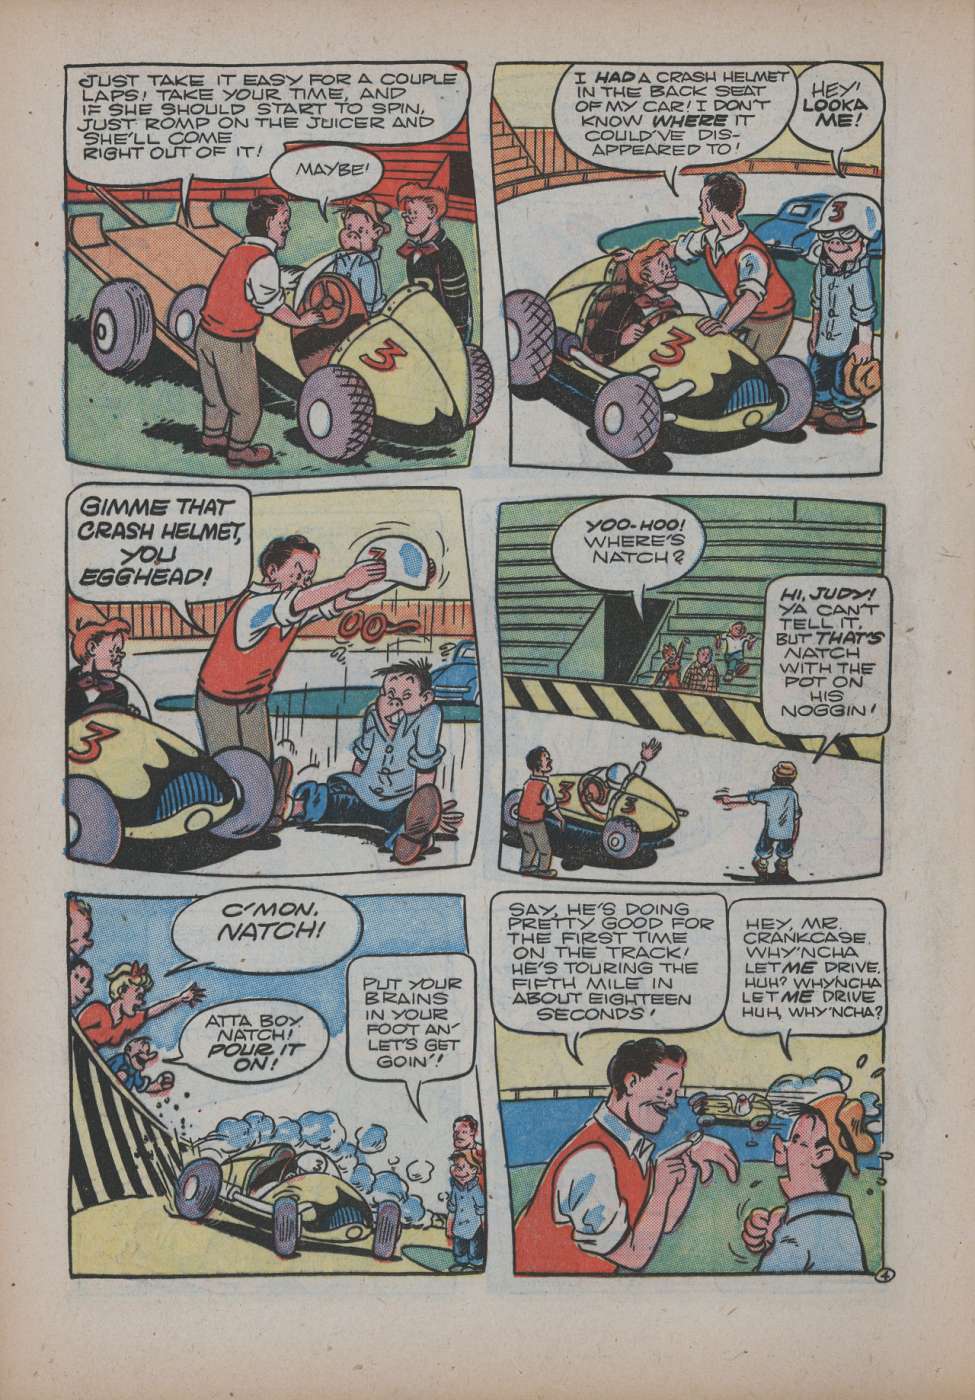 JUST TAKE IT EASY FOR A COUPLE
LAPS! TAKE YOUR TIME, AND
IF SHE SHOULD START TO SPIN,
JUST ROMP ON THE JUICER AND
SHE'LL COME
RIGHT OUT OF IT!
MAYBE!
3
I HAD A CRASH HELMET
IN THE BACK SEAT
OF MY CAR! I DON'T
KNOW WHERE IT
COULD'VE DIS-
APPEARED TO!
HEY!
LOOKA
ME!
3
3
GIMME THAT
CRASH HELMET,
YOU
EGGHEAD!
3
3
YOO-HOO!
WHERE'S
NATCH?
HI, JUDY!
YA CAN'T
TELL IT,
BUT THAT'S
NATCH
WITH THE
POT ON
HIS
NOGGIN!
3
3
C'MON,
NATCH!
ATTA BOY,
NATCH!
POUR IT
ON!
PUT YOUR
BRAINS
IN YOUR
FOOT AN'
LET'S GET
GOIN'!
3
SAY, HE'S DOING
PRETTY GOOD FOR
THE FIRST TIME
ON THE TRACK!
HE'S TOURING THE
FIFTH MILE IN
ABOUT EIGHTEEN
SECONDS!
HEY, MR.
CRANKCASE,
WHY'NCHA
LET ME DRIVE,
HUH? WHYNCHA
LET ME DRIVE
HUH, WHY'NCHA?
4